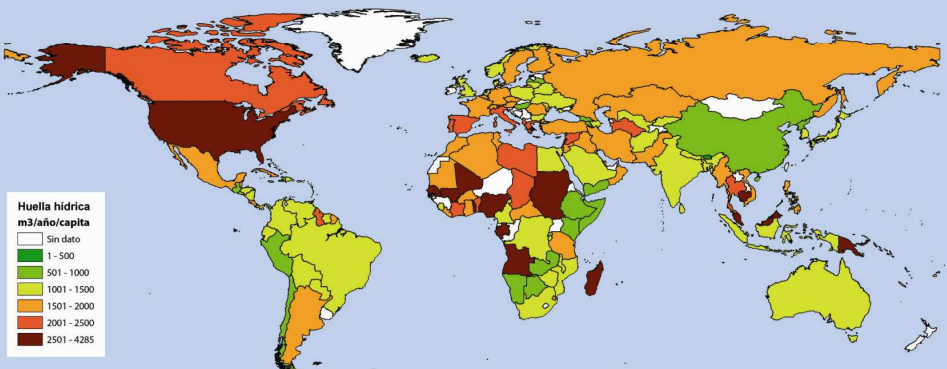 Huella hídrica
m3/año/capita
Sin dato
1 - 500
501 - 1000
1001 - 1500
1501 - 2000
2001 - 2500
2501 - 4285